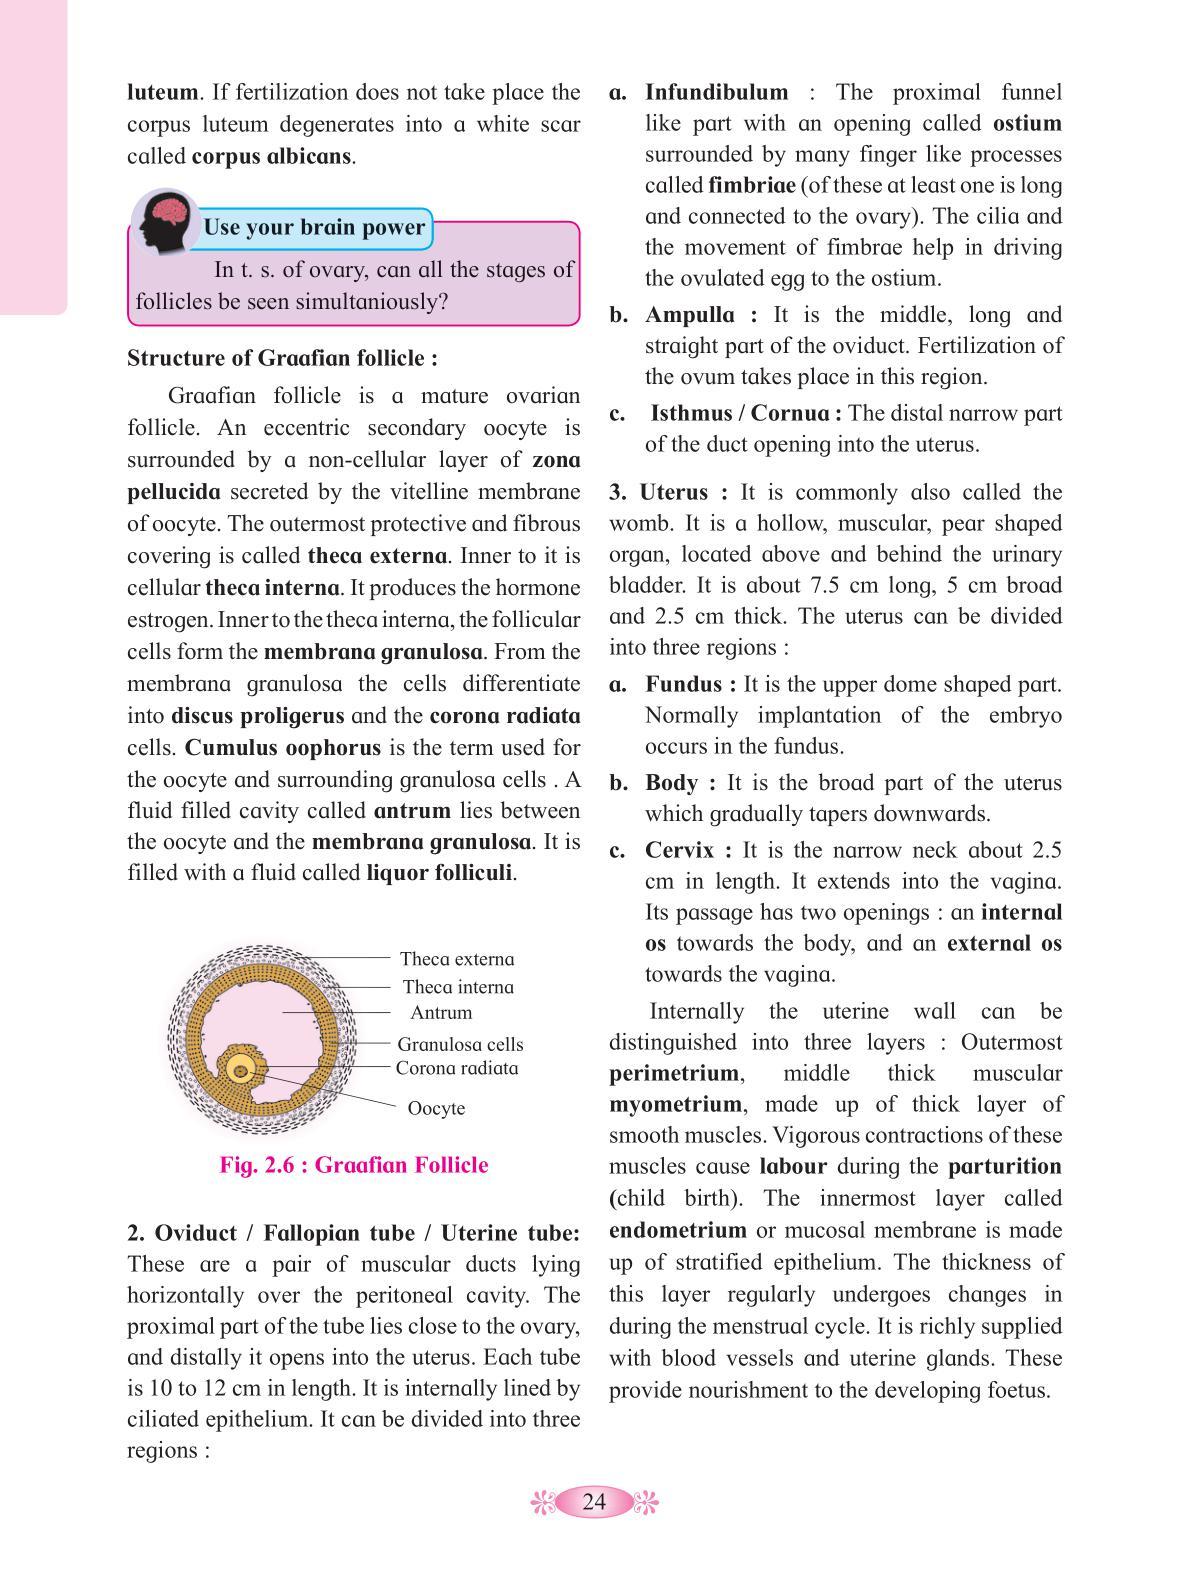 luteum. If fertilization does not take place the
corpus luteum degenerates into a white scar
called corpus albicans.
Use your brain power
In t. s. of ovary, can all the stages of
follicles be seen simultaniously?
Structure of Graafian follicle :
Graafian follicle is a mature ovarian
follicle. An eccentric secondary oocyte is
surrounded by a non-cellular layer of zona
pellucida secreted by the vitelline membrane
of oocyte. The outermost protective and fibrous
covering is called theca externa. Inner to it is
cellular theca interna. It produces the hormone
estrogen. Inner to the theca interna, the follicular
cells form the membrana granulosa. From the
membrana granulosa the cells differentiate
into discus proligerus and the corona radiata
cells. Cumulus oophorus is the term used for
the oocyte and surrounding granulosa cells . A
fluid filled cavity called antrum lies between
the oocyte and the membrana granulosa. It is
filled with a fluid called liquor folliculi.
Theca externa
Theca interna
Antrum
Granulosa cells
Corona radiata
Oocyte
Fig. 2.6 : Graafian Follicle
2. Oviduct / Fallopian tube / Uterine tube:
These are a pair of muscular ducts lying
horizontally over the peritoneal cavity. The
proximal part of the tube lies close to the ovary,
and distally it opens into the uterus. Each tube
is 10 to 12 cm in length. It is internally lined by
ciliated epithelium. It can be divided into three
regions :
a. Infundibulum : The proximal funnel
like part with an opening called ostium
surrounded by many finger like processes
called fimbriae (of these at least one is long
and connected to the ovary). The cilia and
the movement of fimbrae help in driving
the ovulated egg to the ostium.
b. Ampulla : It is the middle, long and
straight part of the oviduct. Fertilization of
the ovum takes place in this region.
c. Isthmus / Cornua : The distal narrow part
of the duct opening into the uterus.
3. Uterus : It is commonly also called the
womb. It is a hollow, muscular, pear shaped
organ, located above and behind the urinary
bladder. It is about 7.5 cm long, 5 cm broad
and 2.5 cm thick. The uterus can be divided
into three regions :
a. Fundus : It is the upper dome shaped part.
Normally implantation of the embryo
occurs in the fundus.
b. Body : It is the broad part of the uterus
which gradually tapers downwards.
c. Cervix : It is the narrow neck about 2.5
cm in length. It extends into the vagina.
Its passage has two openings : an internal
os towards the body, and an external os
towards the vagina.
Internally the uterine wall can be
distinguished into three layers : Outermost
perimetrium, middle thick muscular
myometrium, made up of thick layer of
smooth muscles. Vigorous contractions of these
muscles cause labour during the parturition
(child birth). The innermost layer called
endometrium or mucosal membrane is made
up of stratified epithelium. The thickness of
this layer regularly undergoes changes in
during the menstrual cycle. It is richly supplied
with blood vessels and uterine glands. These
provide nourishment to the developing foetus.
24